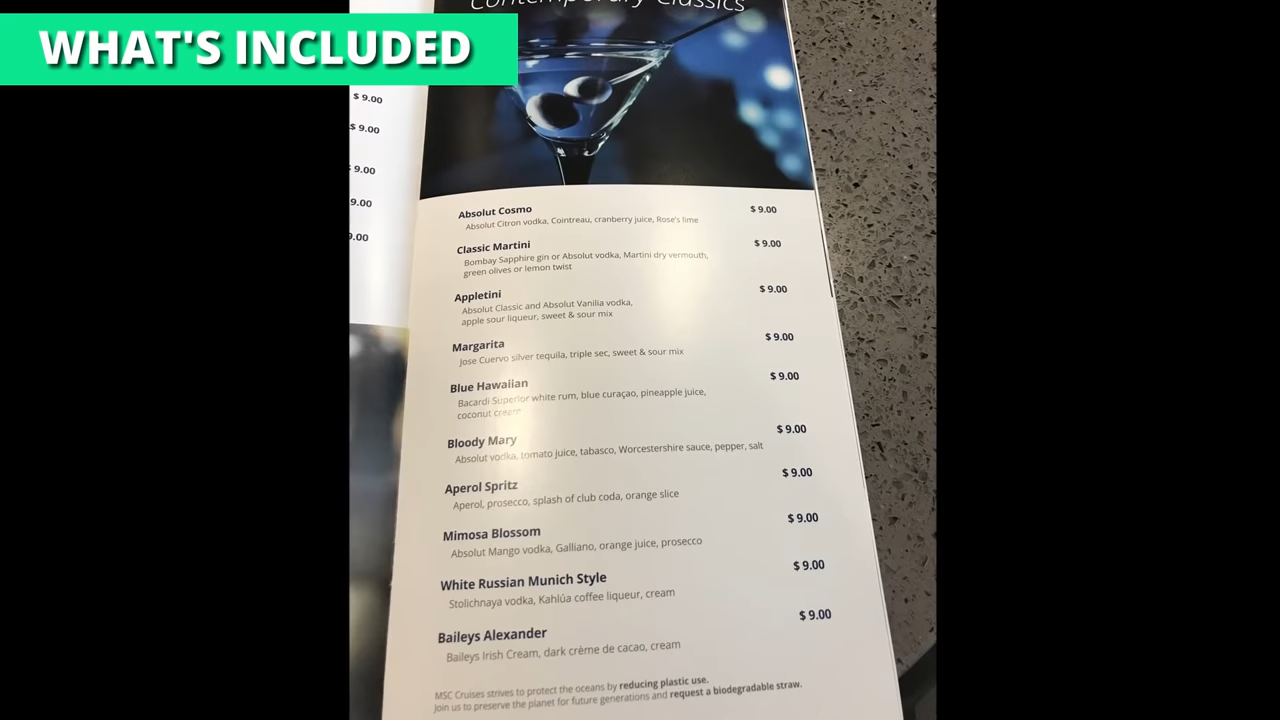 Contemporary Classics
WHAT'S INCLUDED
$ 9.00
$ 9.00
$ 9.00
9.00
9.00
Absolut Cosmo $ 9.00
Absolut Citron vodka, Cointreau, cranberry juice, Rose's lime
Classic Martini $ 9.00
Bombay Sapphire gin or Absolut vodka, Martini dry vermouth,
green olives or lemon twist
Appletini $ 9.00
Absolut Classic and Absolut Vanilia vodka,
apple sour liqueur, sweet & sour mix
Margarita $ 9.00
Jose Cuervo silver tequila, triple sec, sweet & sour mix
Blue Hawaiian $ 9.00
Bacardi Superior white rum, blue curaçao, pineapple juice,
coconut cream
Bloody Mary $ 9.00
Absolut vodka, tomato juice, tabasco, Worcestershire sauce, pepper, salt
Aperol Spritz $ 9.00
Aperol, prosecco, splash of club coda, orange slice
Mimosa Blossom $ 9.00
Absolut Mango vodka, Galliano, orange juice, prosecco
White Russian Munich Style $ 9.00
Stolichnaya vodka, Kahlúa coffee liqueur, cream
Baileys Alexander $ 9.00
Baileys Irish Cream, dark crème de cacao, cream
MSC Cruises strives to protect the oceans by reducing plastic use.
Join us to preserve the planet for future generations and request a biodegradable straw.